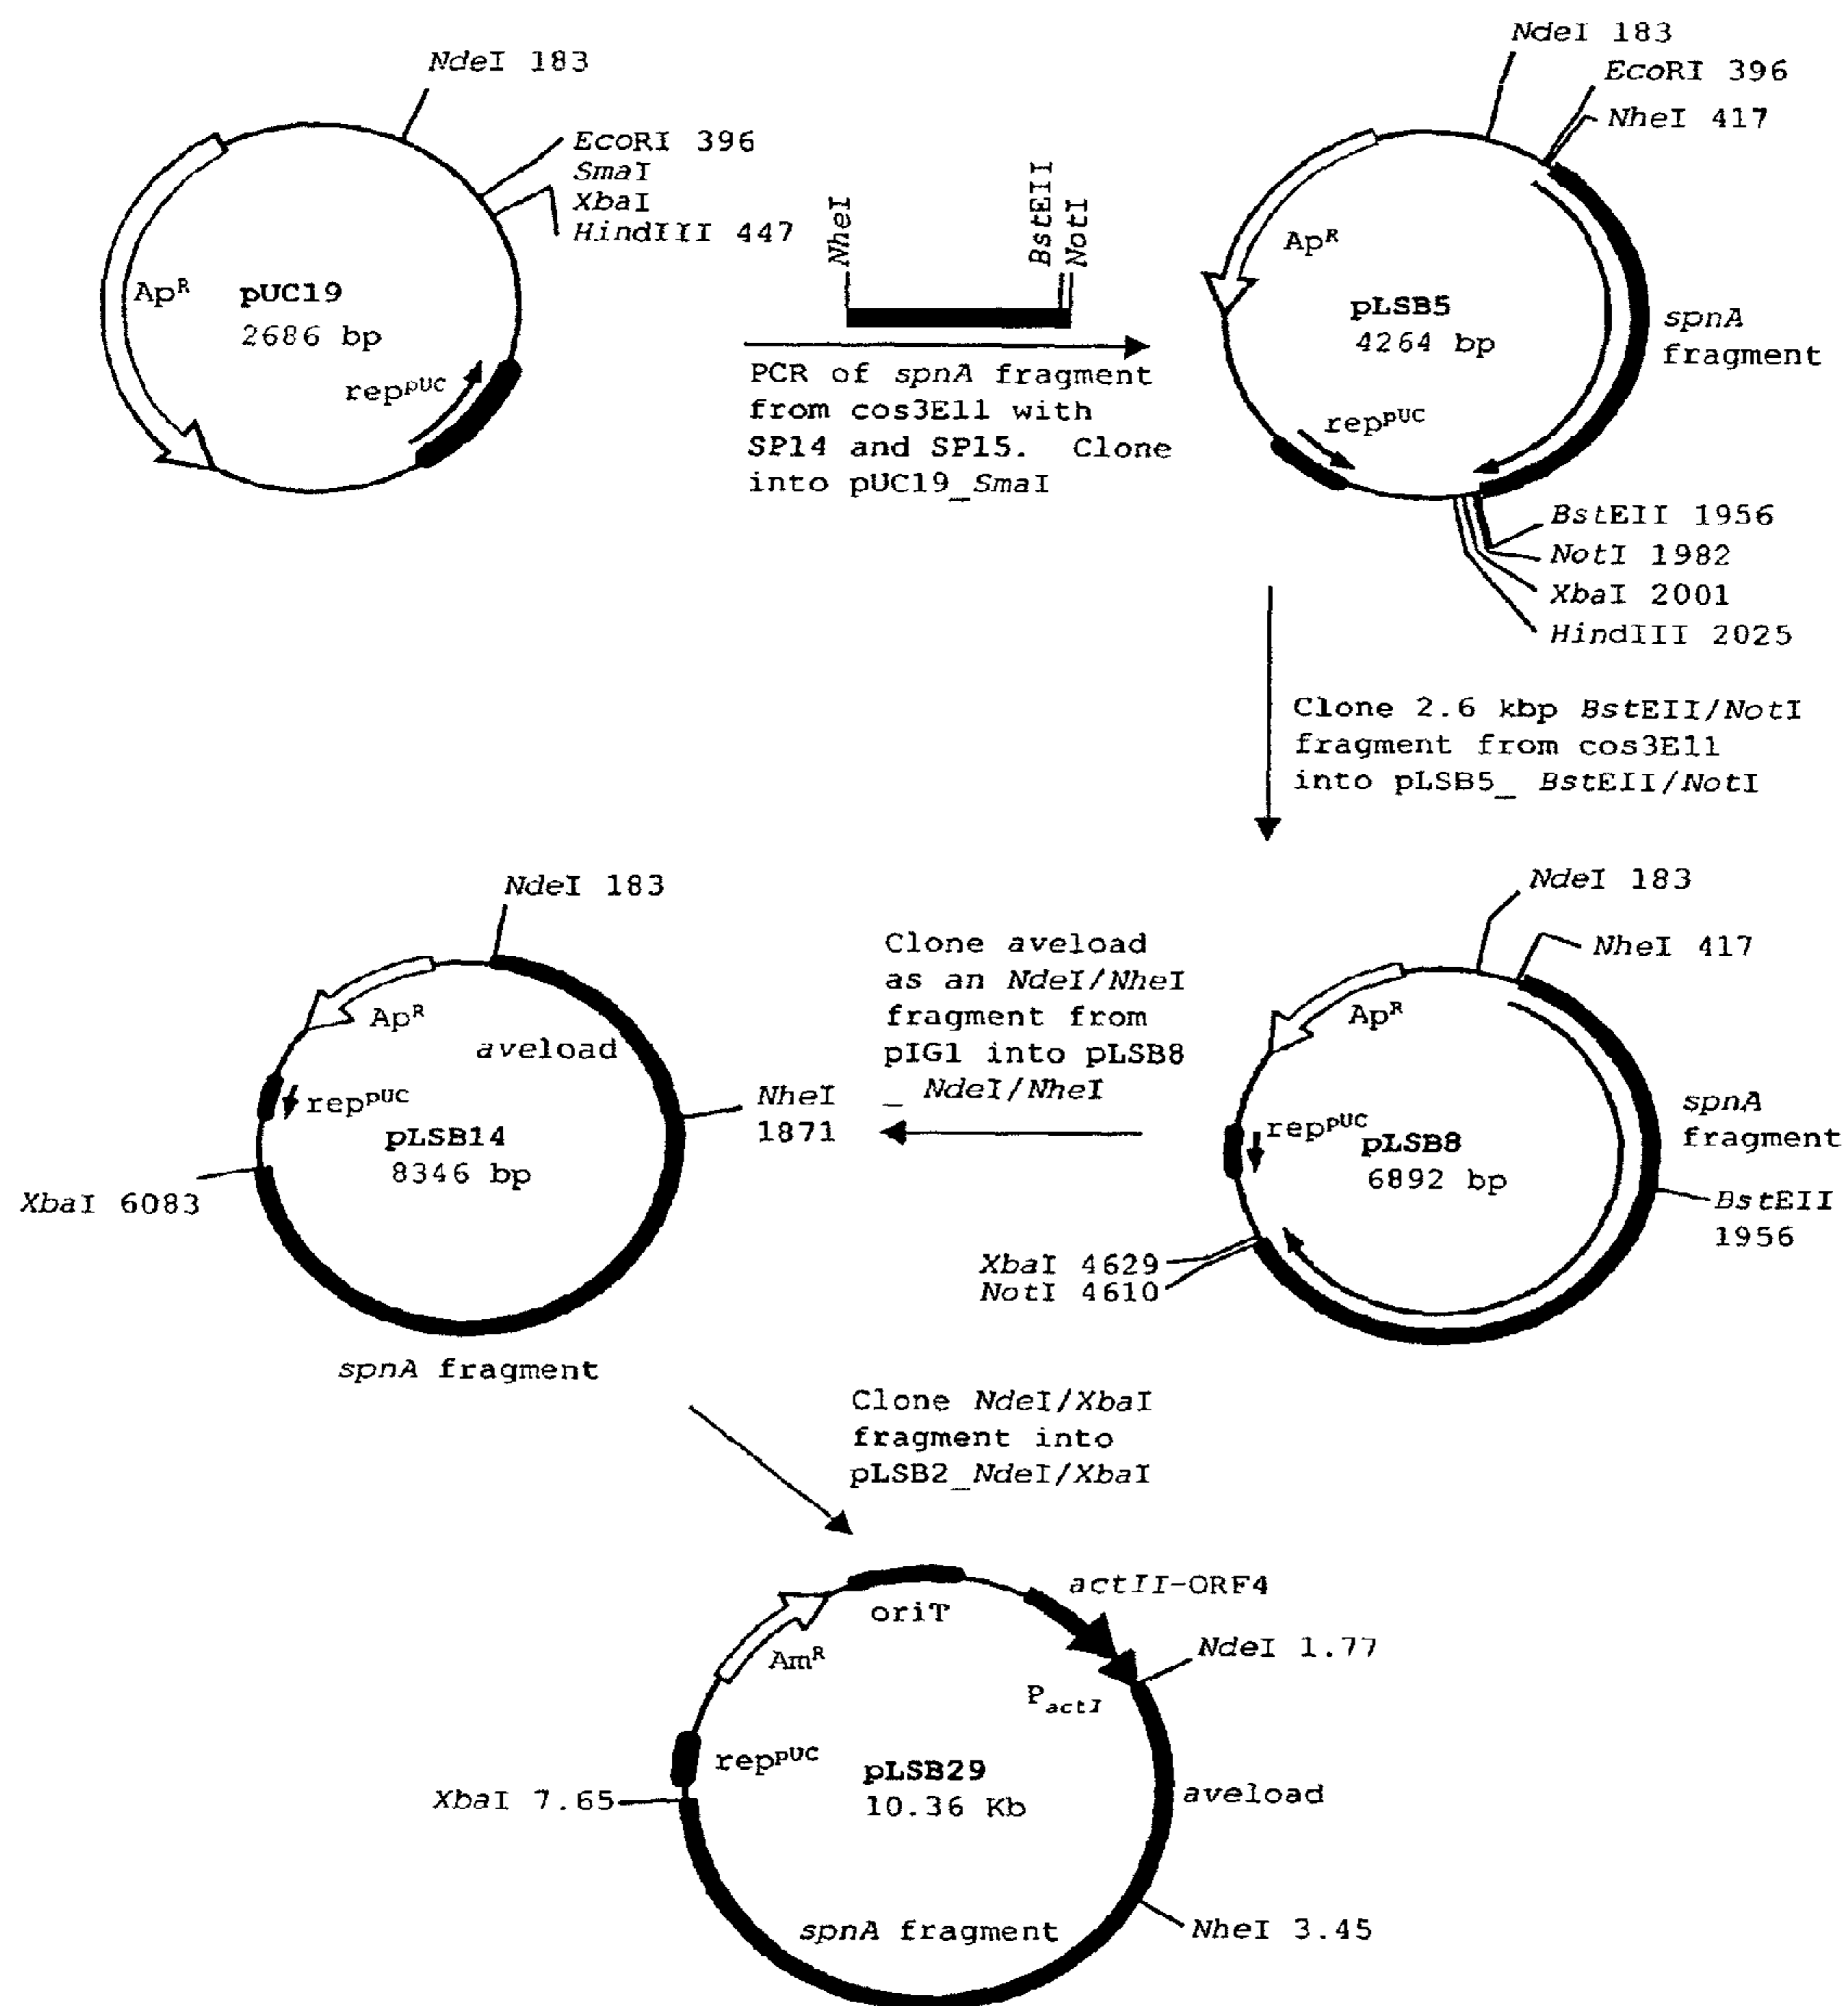 NdeI 183
EcoRI 396
SmaI
XbaI
HindIII 447
ApR
pUC19
2686 bp
reppUC
NheI
BstEII
NotI
PCR of spnA fragment
from cos3E11 with
SP14 and SP15. Clone
into pUC19_SmaI
NdeI 183
EcoRI 396
NheI 417
ApR
pLSB5
4264 bp
spnA
fragment
reppUC
BstEII 1956
NotI 1982
XbaI 2001
HindIII 2025
Clone 2.6 kbp BstEII/NotI
fragment from cos3E11
into pLSB5_ BstEII/NotI
NdeI 183
NheI 417
ApR
reppUC
pLSB8
6892 bp
spnA
fragment
BstEII
1956
XbaI 4629
NotI 4610
Clone aveload
as an NdeI/NheI
fragment from
pIG1 into pLSB8
_ NdeI/NheI
NdeI 183
ApR
aveload
reppUC
pLSB14
8346 bp
NheI
1871
XbaI 6083
spnA fragment
Clone NdeI/XbaI
fragment into
pLSB2_NdeI/XbaI
actII-ORF4
oriT
AmR
NdeI 1.77
PactI
reppUC
pLSB29
10.36 Kb
aveload
XbaI 7.65
spnA fragment
NheI 3.45